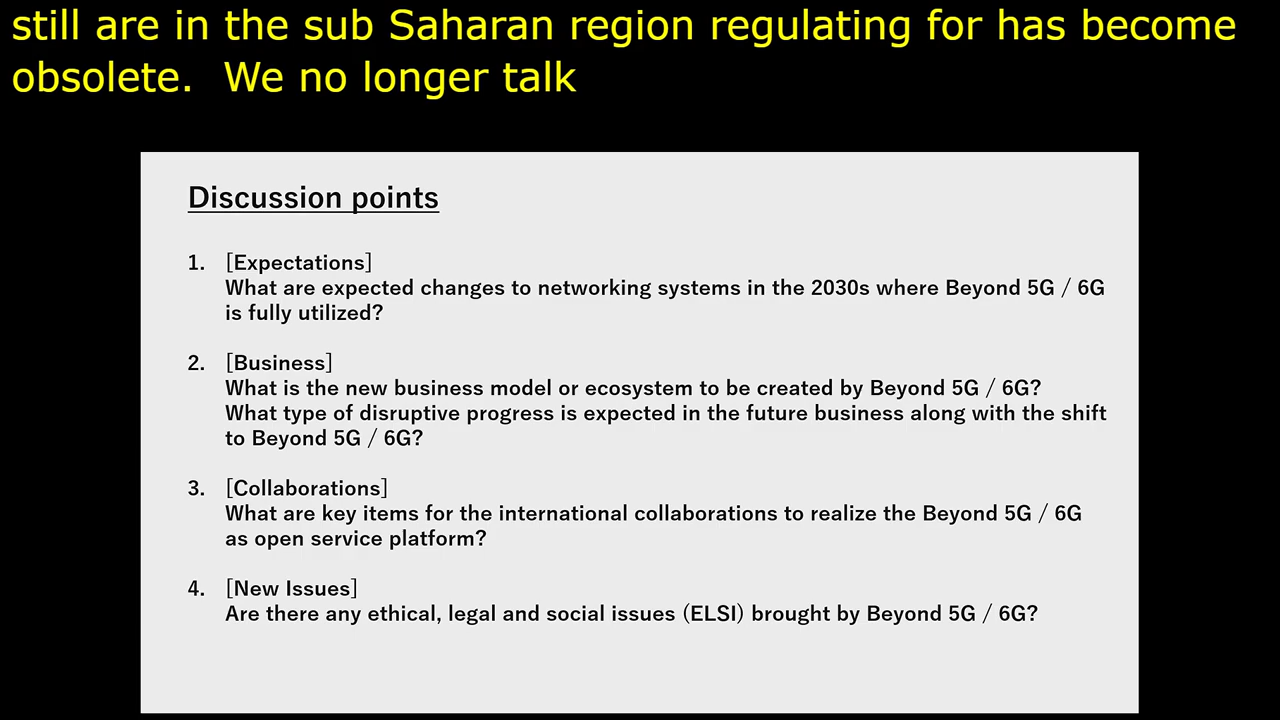 still are in the sub Saharan region regulating for has become
obsolete.  We no longer talk
Discussion points
1. [Expectations]
What are expected changes to networking systems in the 2030s where Beyond 5G / 6G
is fully utilized?
2. [Business]
What is the new business model or ecosystem to be created by Beyond 5G / 6G?
What type of disruptive progress is expected in the future business along with the shift
to Beyond 5G / 6G?
3. [Collaborations]
What are key items for the international collaborations to realize the Beyond 5G / 6G
as open service platform?
4. [New Issues]
Are there any ethical, legal and social issues (ELSI) brought by Beyond 5G / 6G?